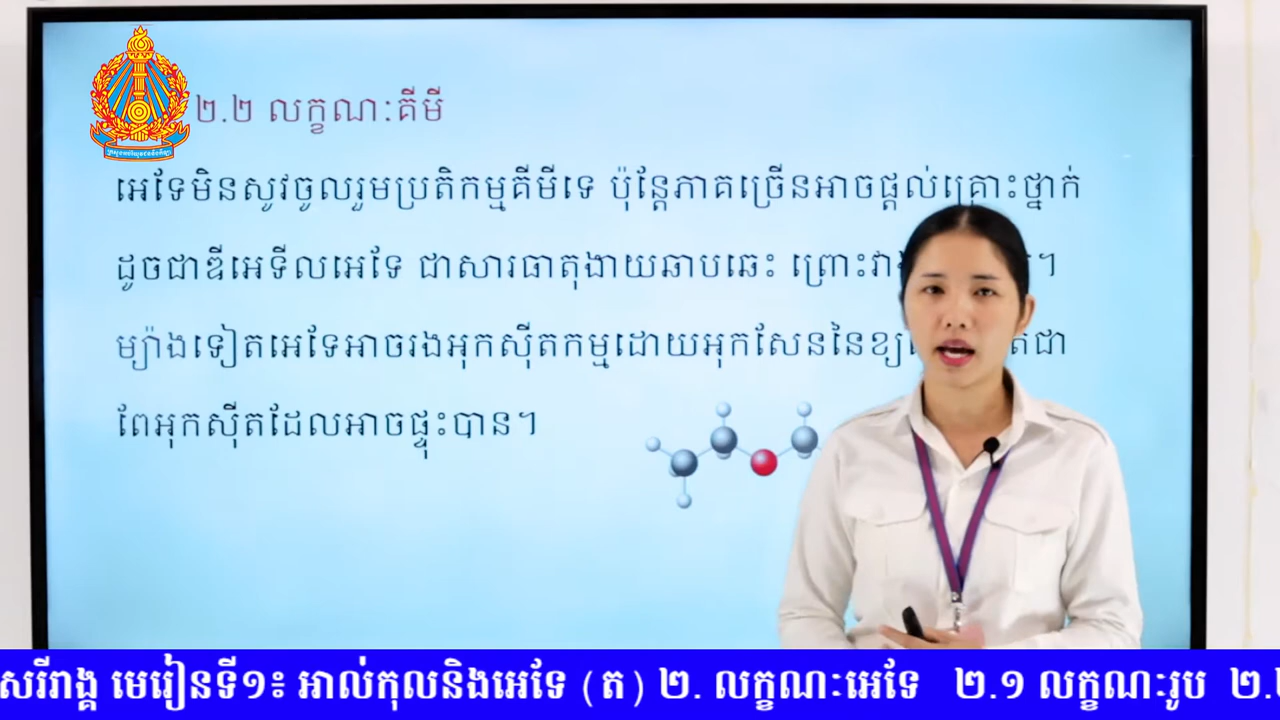 ២.២ លក្ខណៈគីមី
អេទែមិនសូវចូលរួមប្រតិកម្មគីមីទេ ប៉ុន្តែភាគច្រើនអាចផ្តល់គ្រោះថ្នាក់
ដូចជាឌីអេទីលអេទែ ជាសារធាតុងាយឆាបឆេះ ព្រោះ
ម្យ៉ាងទៀតអេទែអាចរងអុកស៊ីតកម្មដោយអុកសែននៃ
ពែអុកស៊ីតដែលអាចផ្ទុះបាន។
សរីរាង្គ មេរៀនទី១៖ អាល់កុលនិងអេទែ (ត) ២. លក្ខណៈអេទែ ២.១ លក្ខណៈរូប ២.